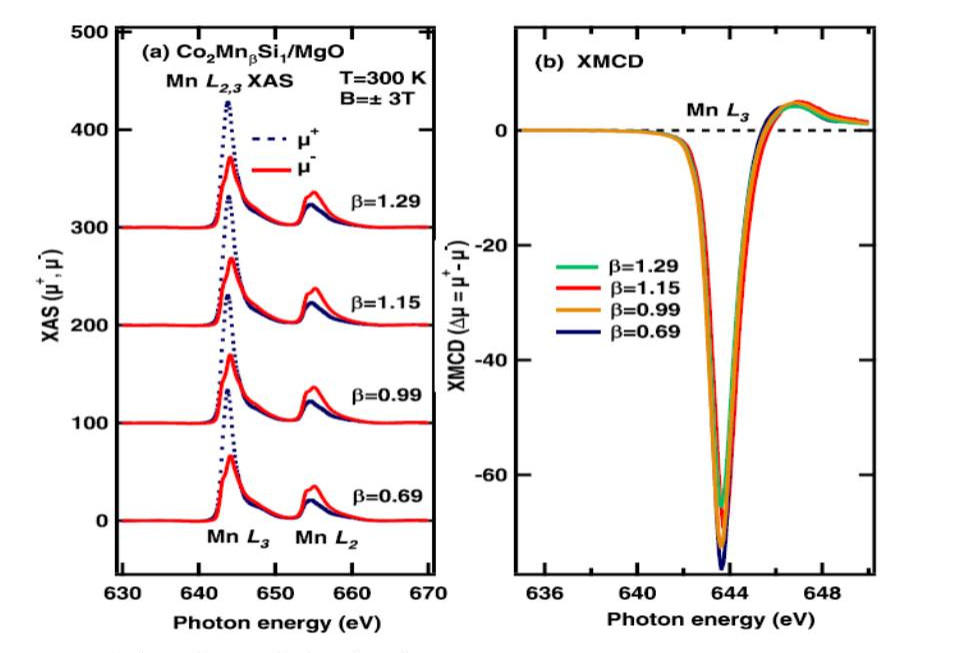 (a) Co₂MnᵦSi₁/MgO
Mn L₂,₃ XAS
T=300 K
B=± 3T
μ⁺
μ⁻
β=1.29
β=1.15
β=0.99
β=0.69
Mn L₃
Mn L₂
500
400
300
200
100
0
XAS (μ⁺, μ⁻)
630
640
650
660
670
Photon energy (eV)
(b) XMCD
Mn L₃
β=1.29
β=1.15
β=0.99
β=0.69
0
-20
-40
-60
XMCD (Δμ = μ⁺-μ⁻)
636
640
644
648
Photon energy (eV)